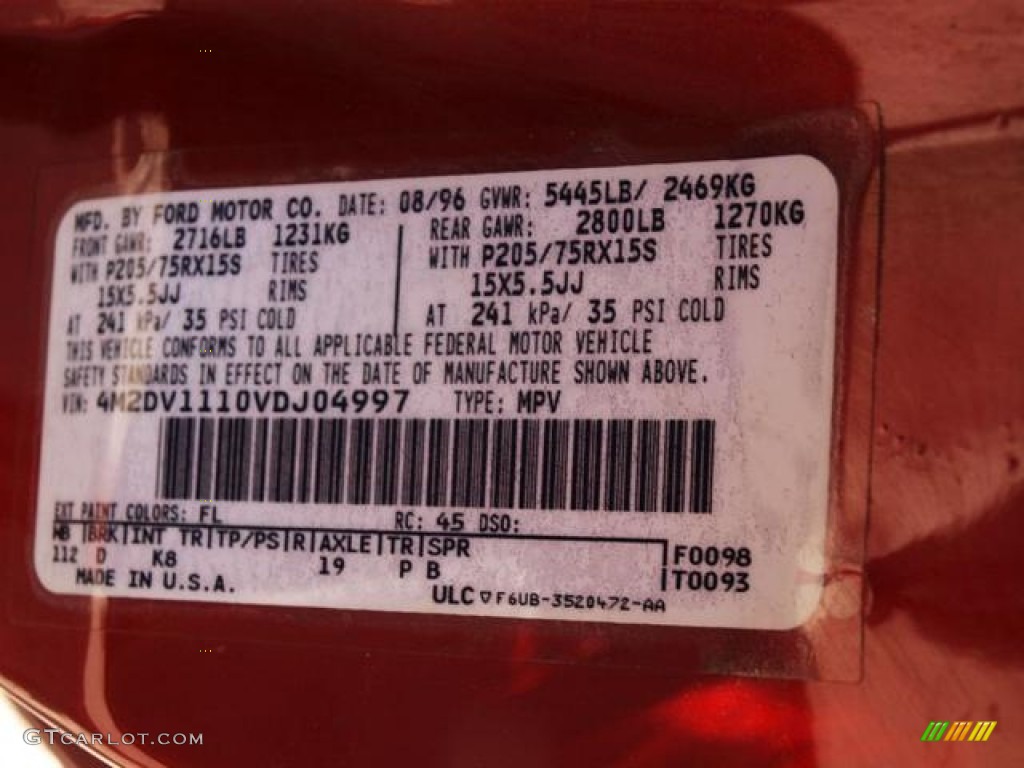 MFD. BY FORD MOTOR CO. DATE: 08/96 GVWR: 5445LB/ 2469KG
FRONT GAWR: 2716LB 1231KG REAR GAWR: 2800LB 1270KG
WITH P205/75RX15S TIRES WITH P205/75RX15S TIRES
15X5.5JJ RIMS 15X5.5JJ RIMS
AT 241 kPa/ 35 PSI COLD AT 241 kPa/ 35 PSI COLD
THIS VEHICLE CONFORMS TO ALL APPLICABLE FEDERAL MOTOR VEHICLE
SAFETY STANDARDS IN EFFECT ON THE DATE OF MANUFACTURE SHOWN ABOVE.
VIN: 4M2DV1110VDJ04997 TYPE: MPV
EXT PAINT COLORS: FL RC: 45 DSO:
WB BRK INT TR TP/PS R AXLE TR SPR F0098
112 D K8 19 P B T0093
MADE IN U.S.A. ULC F6UB-3520472-AA
GTCARLOT.COM